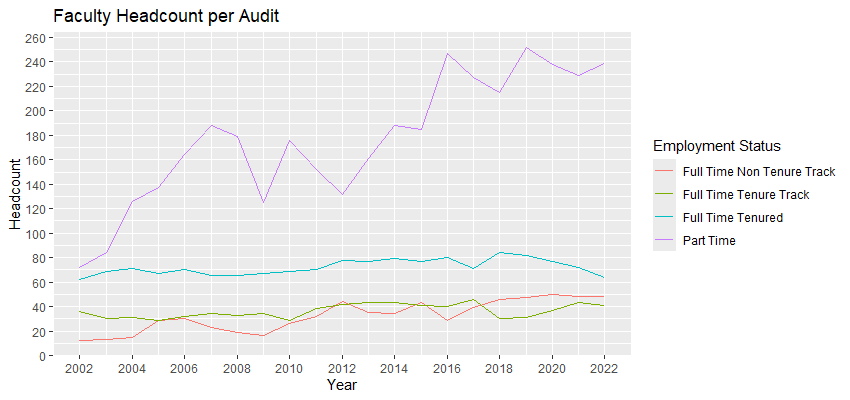 Faculty Headcount per Audit
260
240
220
200
180
160
140
120
100
80
60
40
20
0
Headcount
2002 2004 2006 2008 2010 2012 2014 2016 2018 2020 2022
Year
Employment Status
Full Time Non Tenure Track
Full Time Tenure Track
Full Time Tenured
Part Time